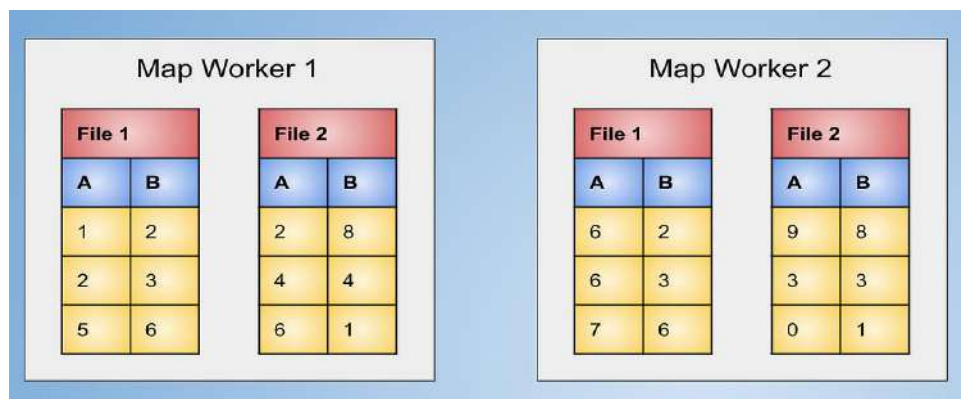 Map Worker 1
File 1
A B
1 2
2 3
5 6
File 2
A B
2 8
4 4
6 1
Map Worker 2
File 1
A B
6 2
6 3
7 6
File 2
A B
9 8
3 3
0 1